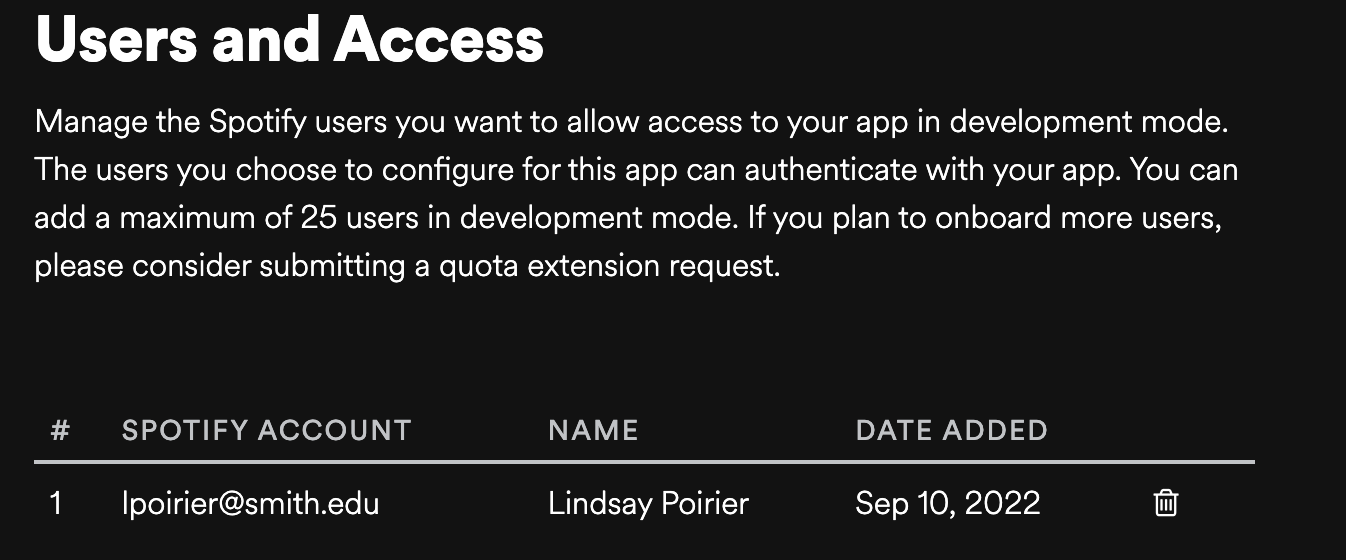 Users and Access
Manage the Spotify users you want to allow access to your app in development mode.
The users you choose to configure for this app can authenticate with your app. You can
add a maximum of 25 users in development mode. If you plan to onboard more users,
please consider submitting a quota extension request.
# SPOTIFY ACCOUNT NAME DATE ADDED
1 lpoirier@smith.edu Lindsay Poirier Sep 10, 2022